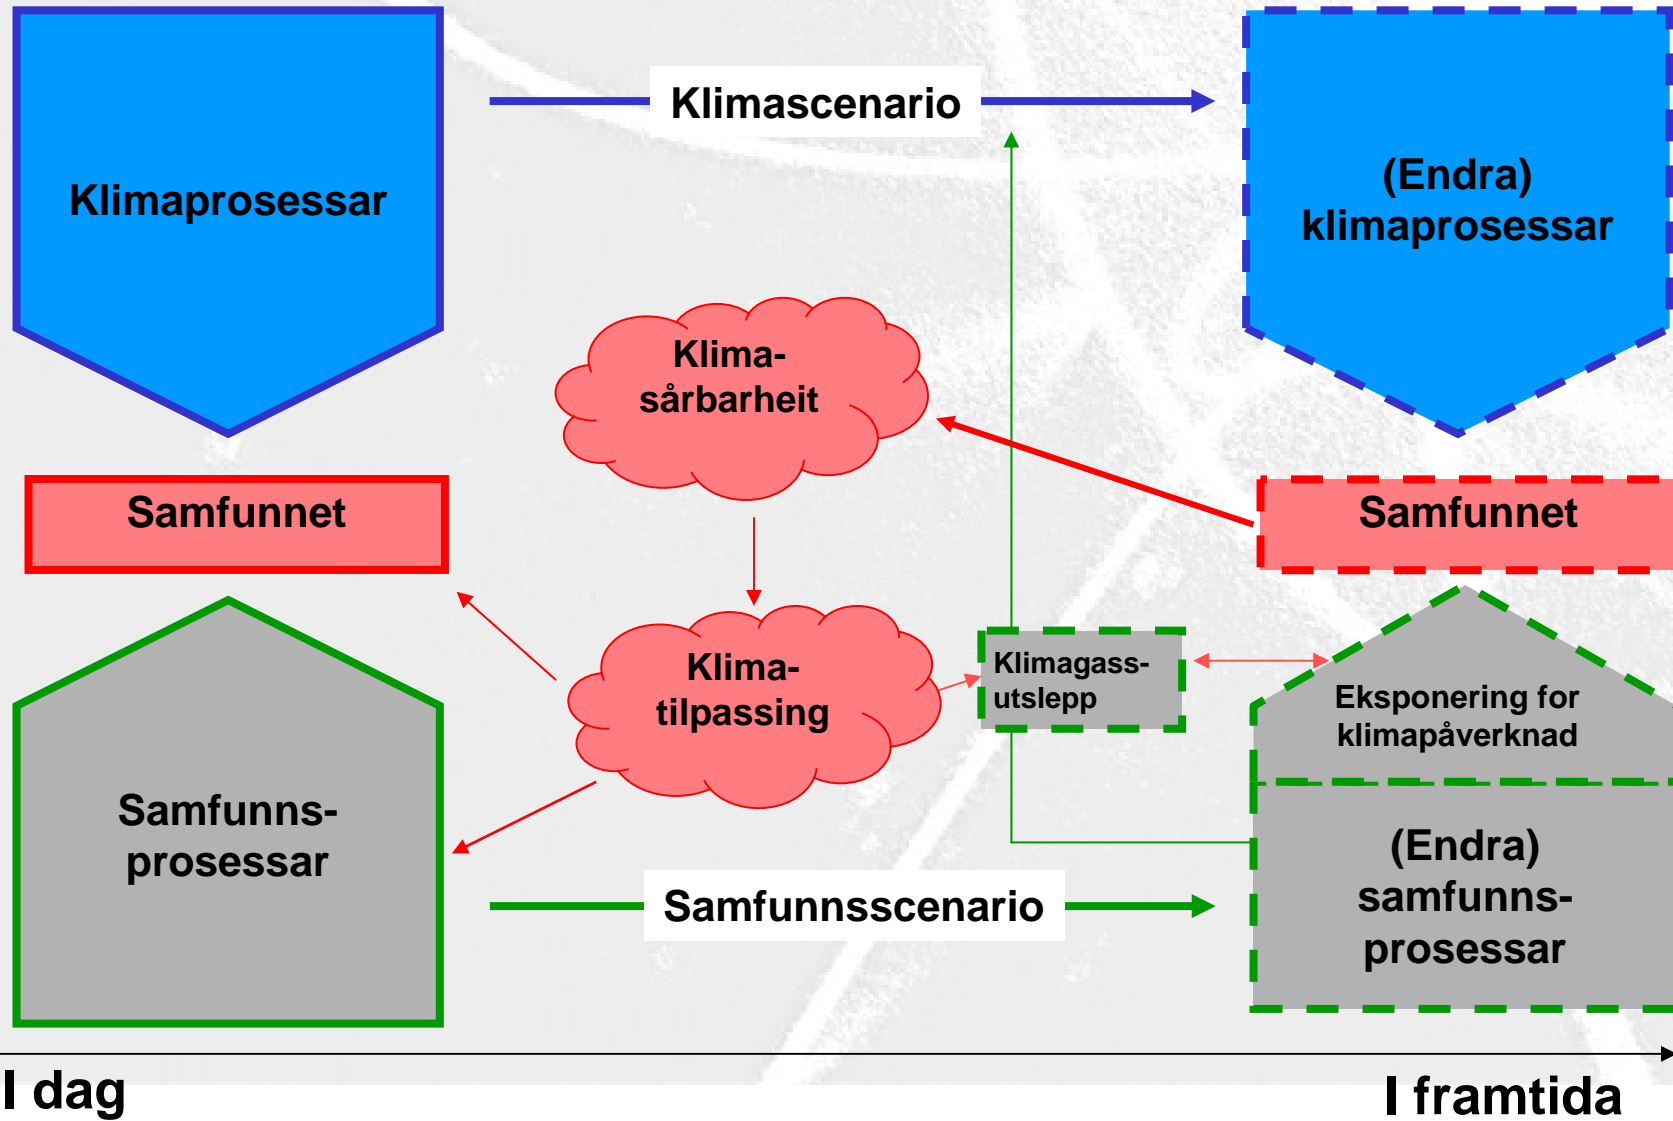 Klimascenario
Klimaprosessar
(Endra)
klimaprosessar
Klima-
sårbarheit
Samfunnet
Samfunnet
Klima-
tilpassing
Klimagass-
utslepp
Eksponering for
klimapåverknad
Samfunns-
prosessar
(Endra)
samfunns-
prosessar
Samfunnsscenario
I dag
I framtida